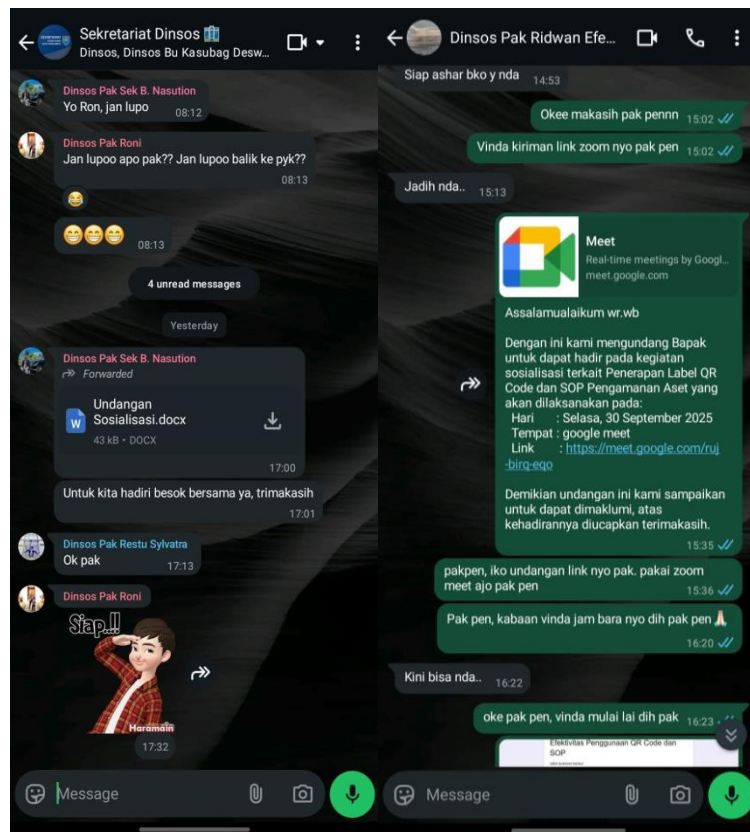 Sekretariat Dinsos
Dinsos, Dinsos Bu Kasubag Desw...
Dinsos Pak Sek B. Nasution
Yo Ron, jan lupo
08:12
Dinsos Pak Roni
Jan lupoo apo pak?? Jan lupoo balik ke pyk??
08:13
08:13
4 unread messages
Yesterday
Dinsos Pak Sek B. Nasution
Forwarded
Undangan
Sosialisasi.docx
43 kB • DOCX
17:00
Untuk kita hadiri besok bersama ya, trimakasih
17:01
Dinsos Pak Restu Sylvatra
Ok pak
17:13
Dinsos Pak Roni
Siap..!!
Haramain
17:32
Message
Dinsos Pak Ridwan Efe...
Siap ashar bko y nda
14:53
Okee makasih pak pennn
15:02
Vinda kiriman link zoom nyo pak pen
15:02
Jadih nda..
15:13
Meet
Real-time meetings by Googl...
meet.google.com
Assalamualaikum wr.wb
Dengan ini kami mengundang Bapak
untuk dapat hadir pada kegiatan
sosialisasi terkait Penerapan Label QR
Code dan SOP Pengamanan Aset yang
akan dilaksanakan pada:
Hari : Selasa, 30 September 2025
Tempat : google meet
Link : https://meet.google.com/ruj
-birq-eqo
Demikian undangan ini kami sampaikan
untuk dapat dimaklumi, atas
kehadirannya diucapkan terimakasih.
15:35
pakpen, iko undangan link nyo pak. pakai zoom
meet ajo pak pen
15:36
Pak pen, kabaan vinda jam bara nyo dih pak pen
16:20
Kini bisa nda..
16:22
oke pak pen, vinda mulai lai dih pak
16:23
Efektivitas Penggunaan QR Code dan
SOP
Message